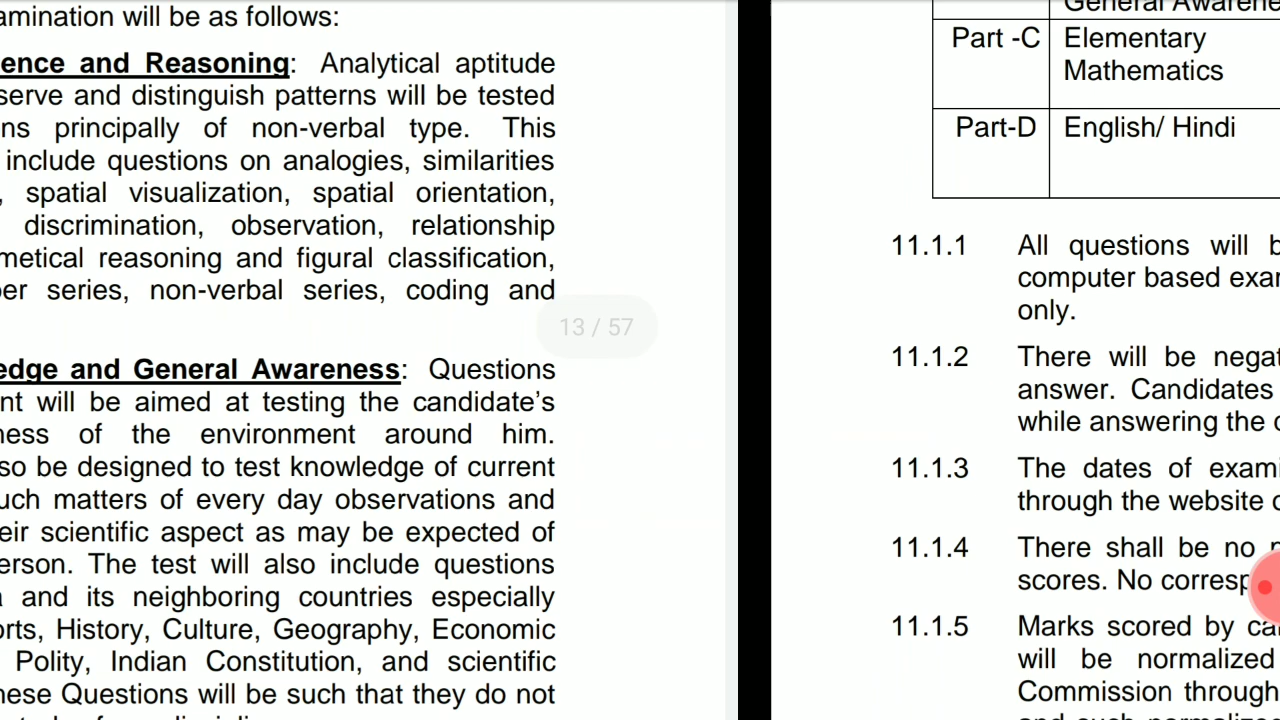 amination will be as follows:
ence and Reasoning: Analytical aptitude
serve and distinguish patterns will be tested
ns principally of non-verbal type. This
include questions on analogies, similarities
, spatial visualization, spatial orientation,
discrimination, observation, relationship
metical reasoning and figural classification,
ber series, non-verbal series, coding and
13 / 57
edge and General Awareness: Questions
nt will be aimed at testing the candidate's
ness of the environment around him.
so be designed to test knowledge of current
uch matters of every day observations and
eir scientific aspect as may be expected of
erson. The test will also include questions
a and its neighboring countries especially
orts, History, Culture, Geography, Economic
Polity, Indian Constitution, and scientific
hese Questions will be such that they do not
General Awarene
Part -C Elementary
Mathematics
Part-D English/ Hindi
11.1.1 All questions will b
computer based exam
only.
11.1.2 There will be negat
answer. Candidates
while answering the q
11.1.3 The dates of exami
through the website o
11.1.4 There shall be no r
scores. No corresp
11.1.5 Marks scored by ca
will be normalized
Commission through
and such normalized